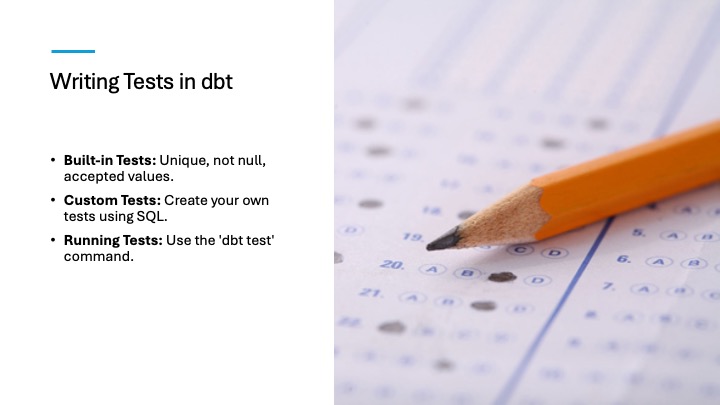 Writing Tests in dbt
• Built-in Tests: Unique, not null,
accepted values.
• Custom Tests: Create your own
tests using SQL.
• Running Tests: Use the 'dbt test'
command.
18.
19. C D
20. A B D
21.
22.
5. A B
6. A B
7.
8.